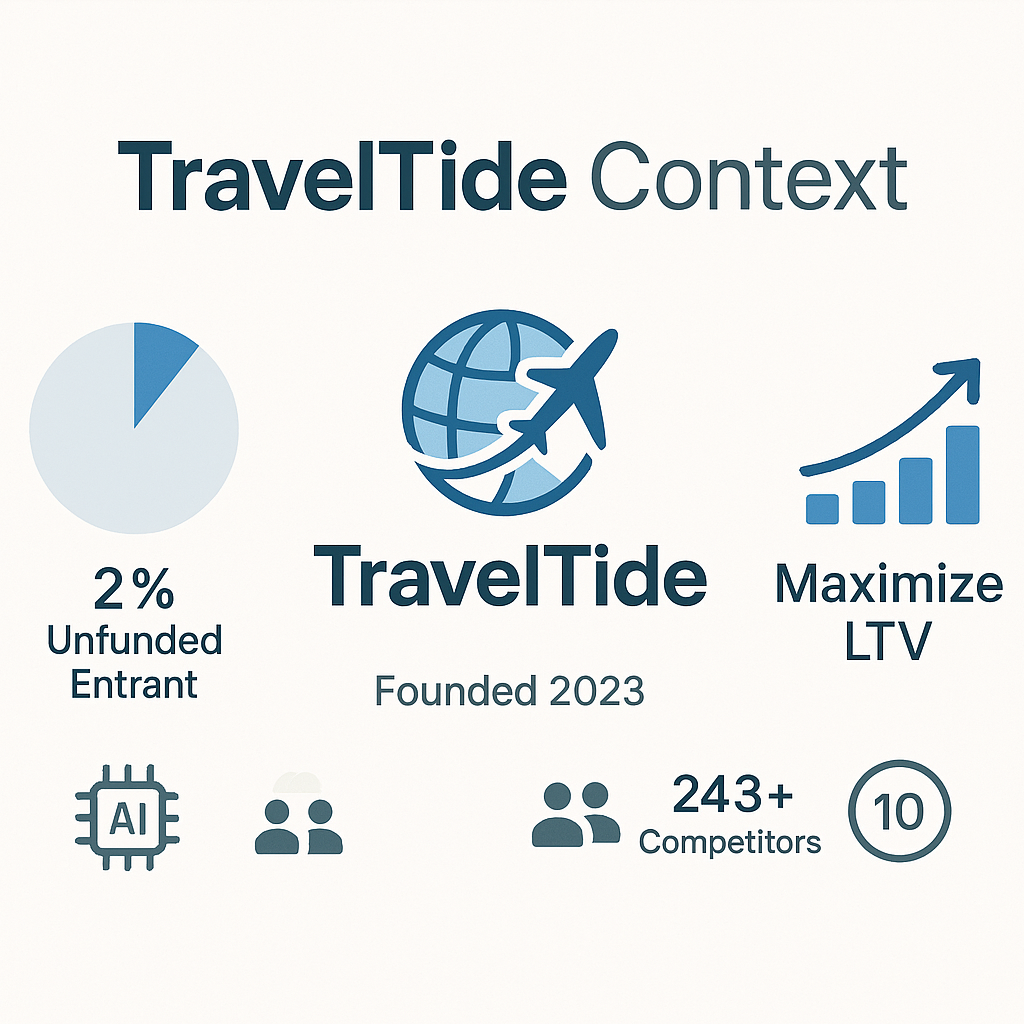 TravelTide Context
2%
Unfunded
Entrant
TravelTide
Founded 2023
Maximize
LTV
AI
243+
Competitors
10